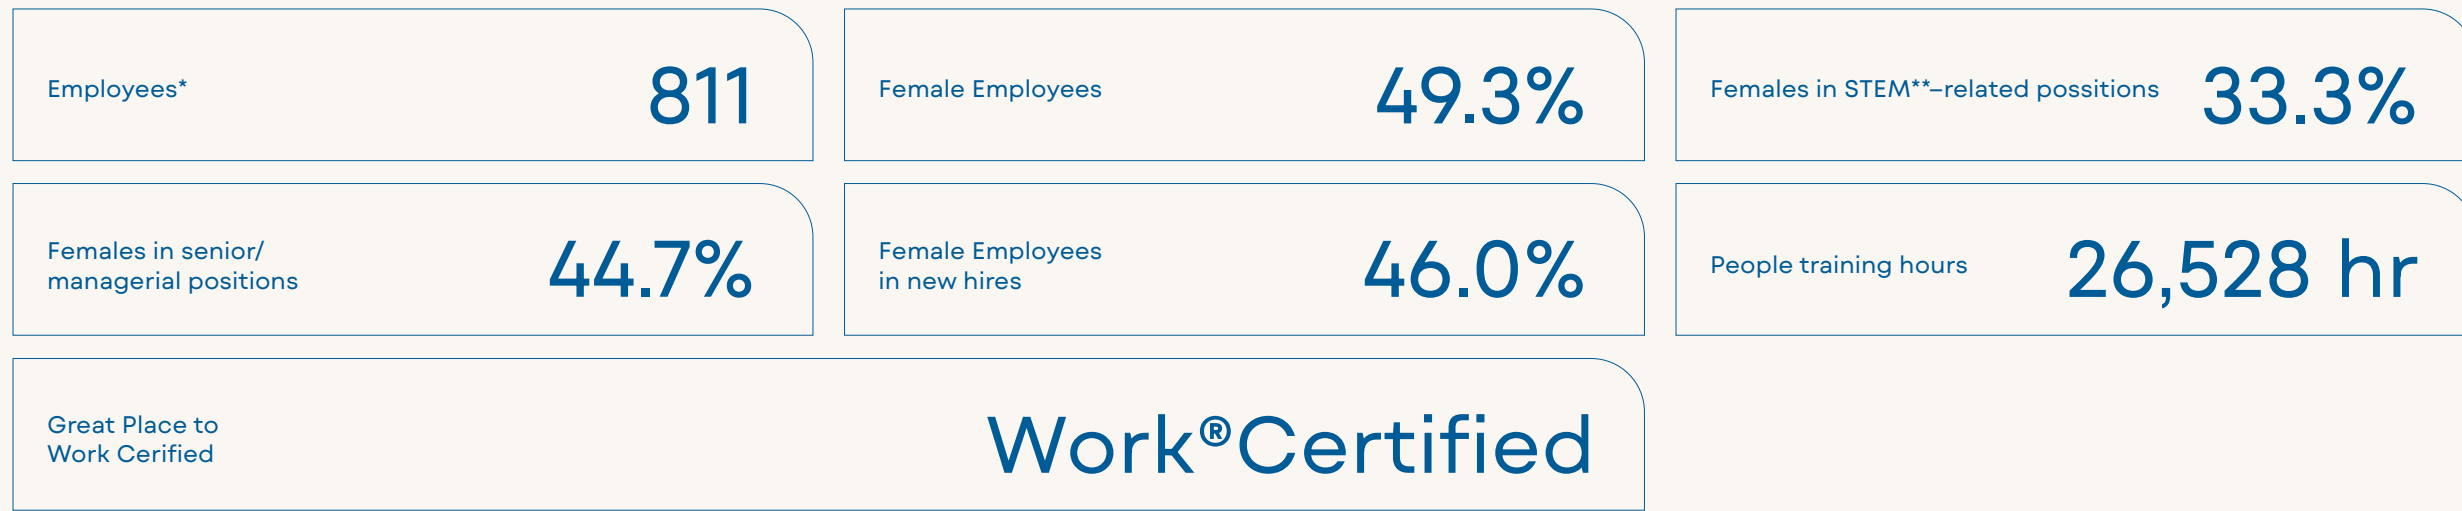 Employees*
811
Female Employees
49.3%
Females in STEM**–related possitions
33.3%
Females in senior/
managerial positions
44.7%
Female Employees
in new hires
46.0%
People training hours
26,528 hr
Great Place to
Work Cerified
Work®Certified